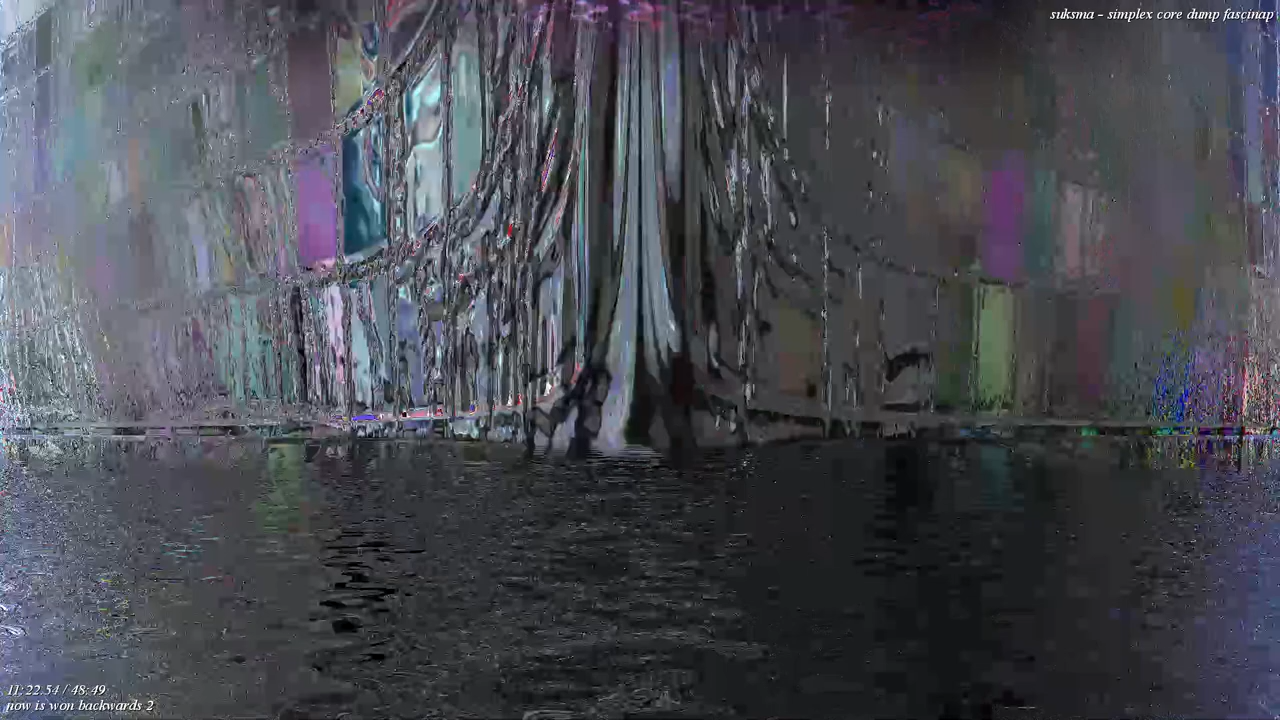 suksma - simplex core dump fascinap
11:22.54 / 48:49
now is won backwards 2